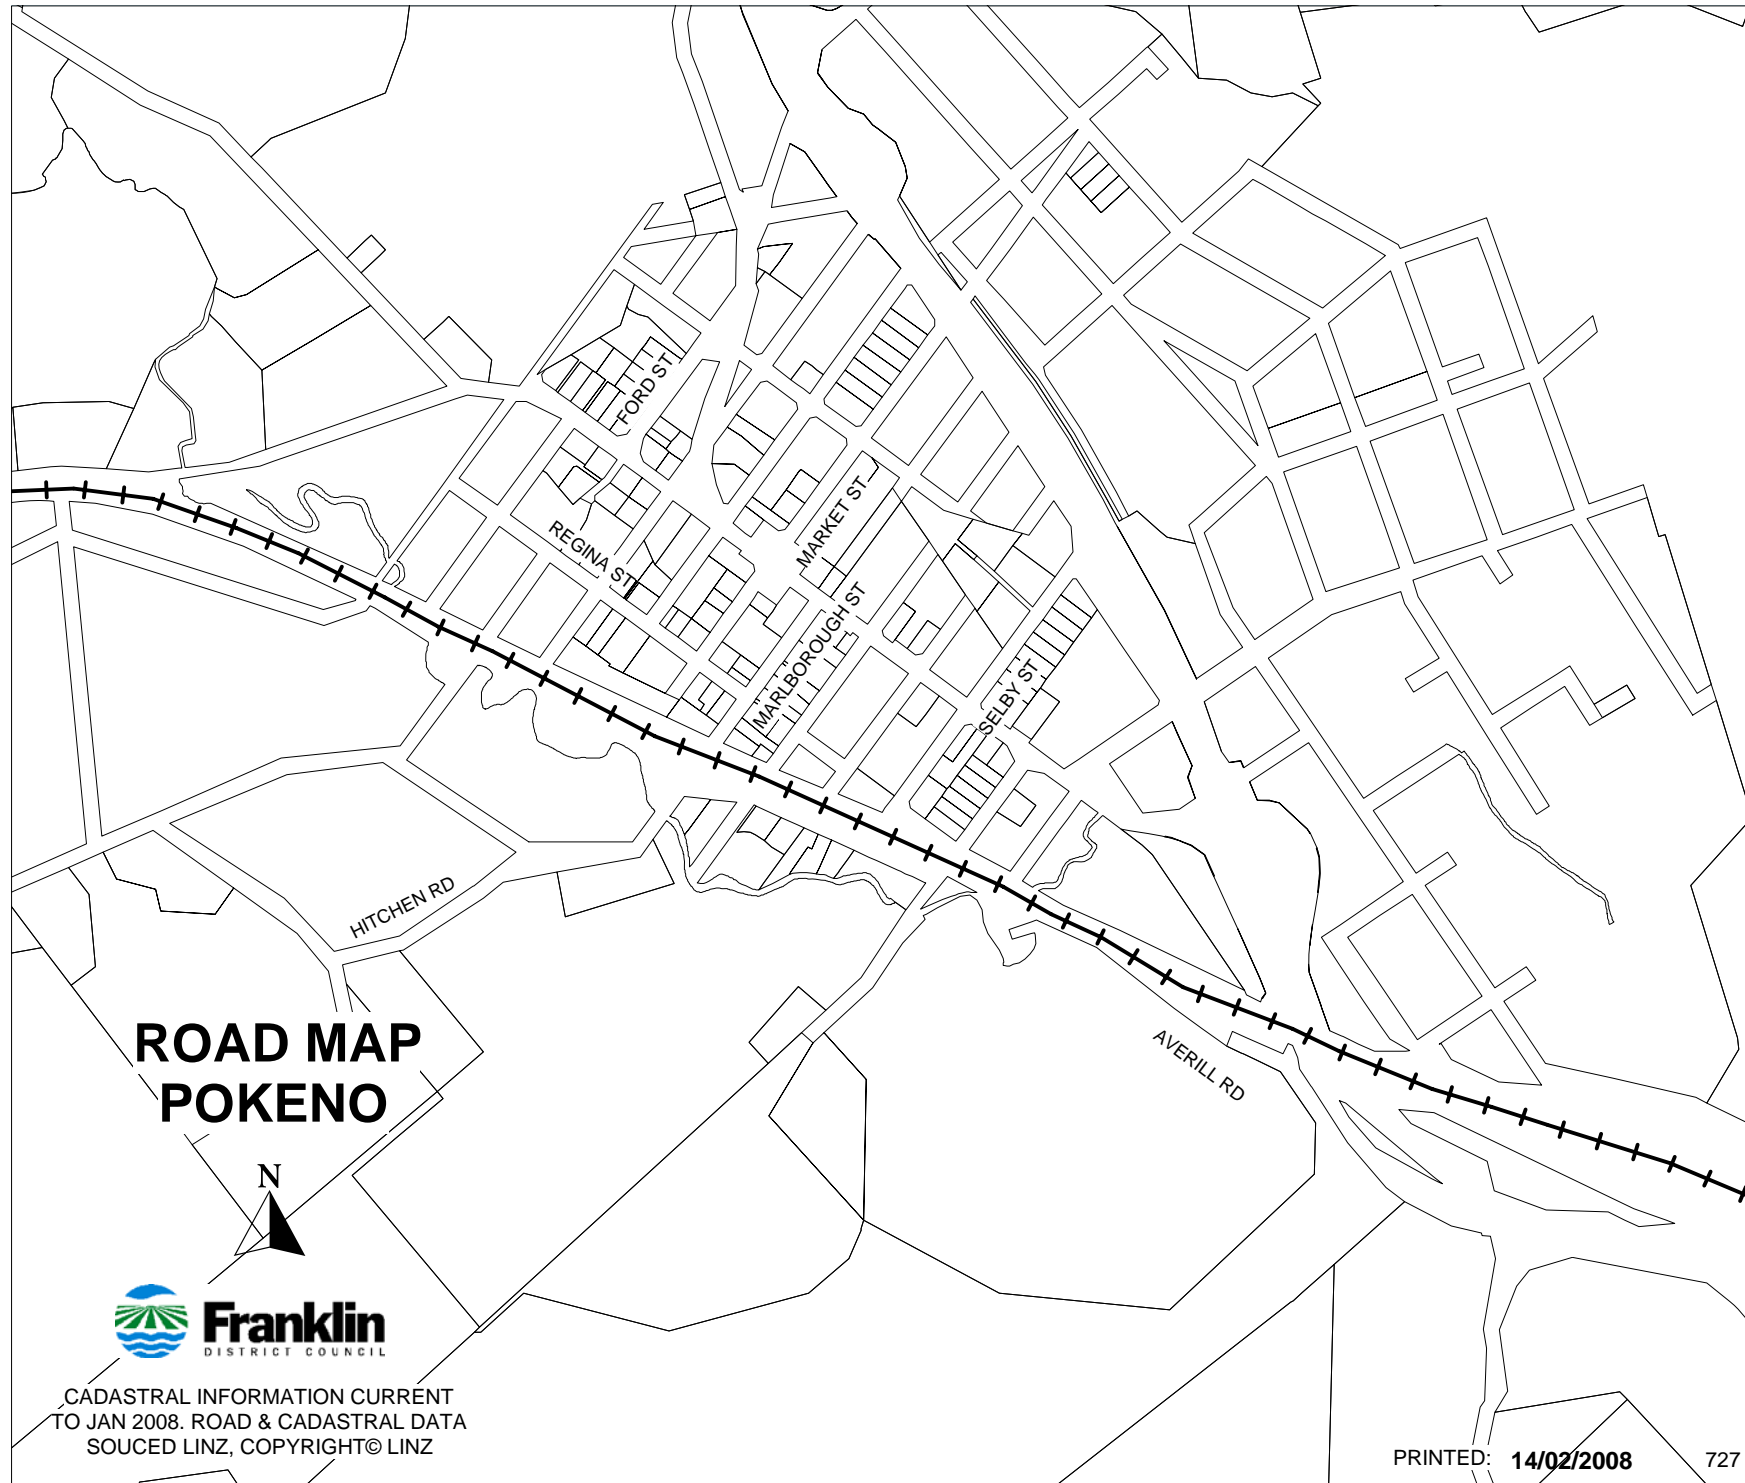 FORD ST
MARKET ST
REGINA ST
MARLBOROUGH ST
SELBY ST
HITCHEN RD
ROAD MAP
POKENO
AVERILL RD
N
Franklin
DISTRICT COUNCIL
CADASTRAL INFORMATION CURRENT
TO JAN 2008. ROAD & CADASTRAL DATA
SOUCED LINZ, COPYRIGHT© LINZ
PRINTED: 14/02/2008 727